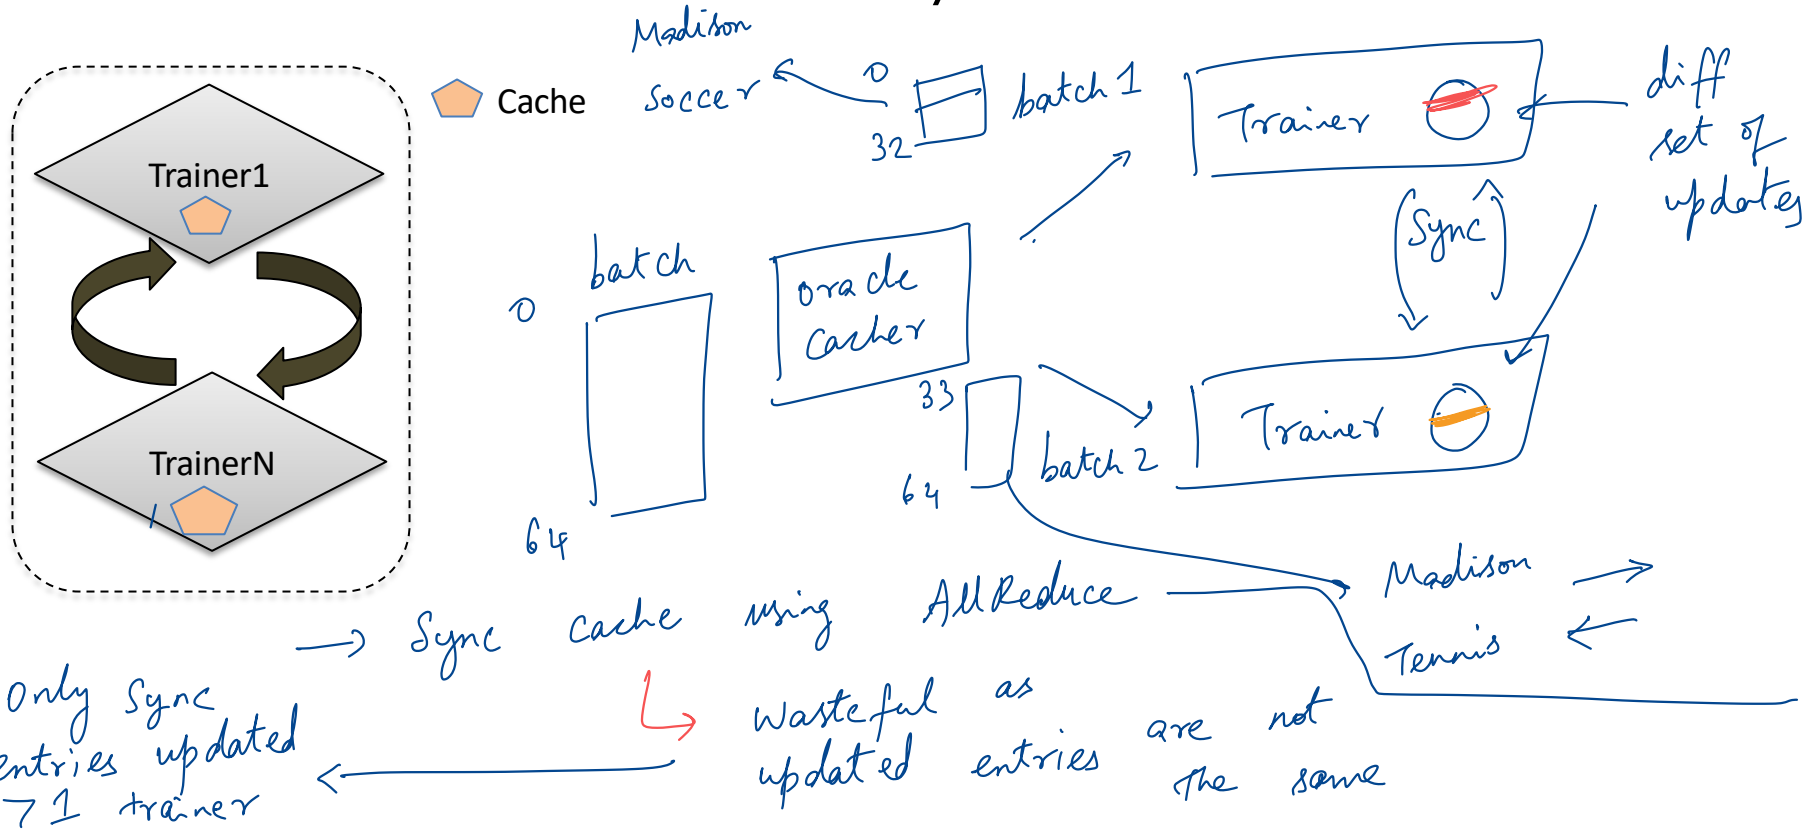 Trainer1
TrainerN
Cache
Madison
soccer
0
32
batch 1
Trainer
diff
set of
updates
Sync
batch
0
64
oracle
Cacher
33
64
batch 2
Trainer
Madison
Tennis
→ Sync cache using AllReduce
wasteful as
updated entries are not
the same
Only Sync
entries updated
>1 trainer